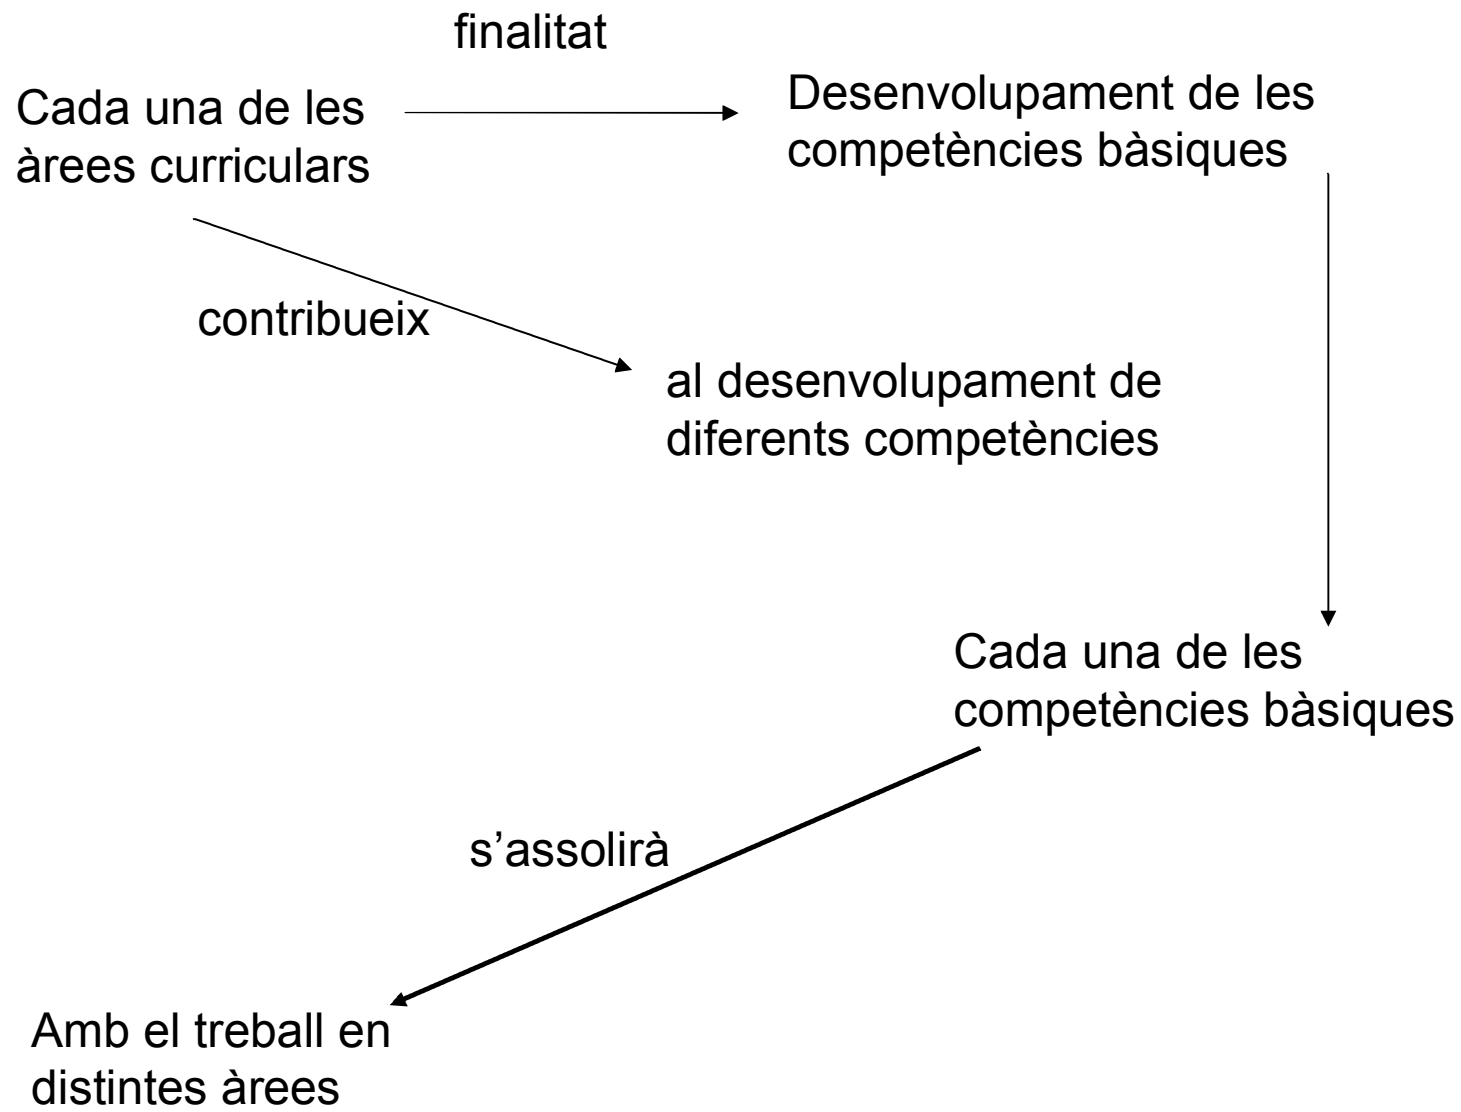 finalitat
Cada una de les
àrees curriculars
Desenvolupament de les
competències bàsiques
contribueix
al desenvolupament de
diferents competències
Cada una de les
competències bàsiques
s’assolirà
Amb el treball en
distintes àrees